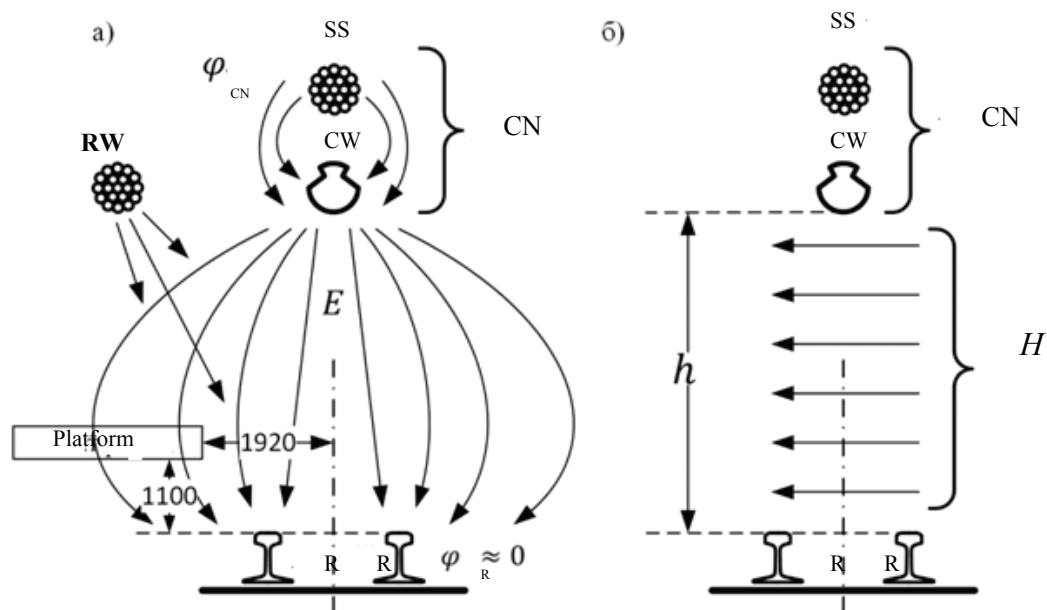 а)
SS
φ CN
CW
CN
RW
E
Platform
1920
1100
R R
φ R ≈ 0
б)
SS
CW
CN
h
H
R R